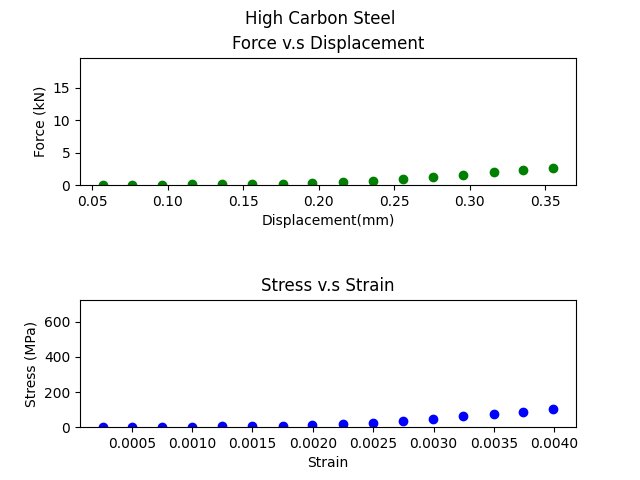 High Carbon Steel
Force v.s Displacement
15
10
5
0
Force (kN)
0.05 0.10 0.15 0.20 0.25 0.30 0.35
Displacement(mm)
Stress v.s Strain
600
400
200
0
Stress (MPa)
0.0005 0.0010 0.0015 0.0020 0.0025 0.0030 0.0035 0.0040
Strain